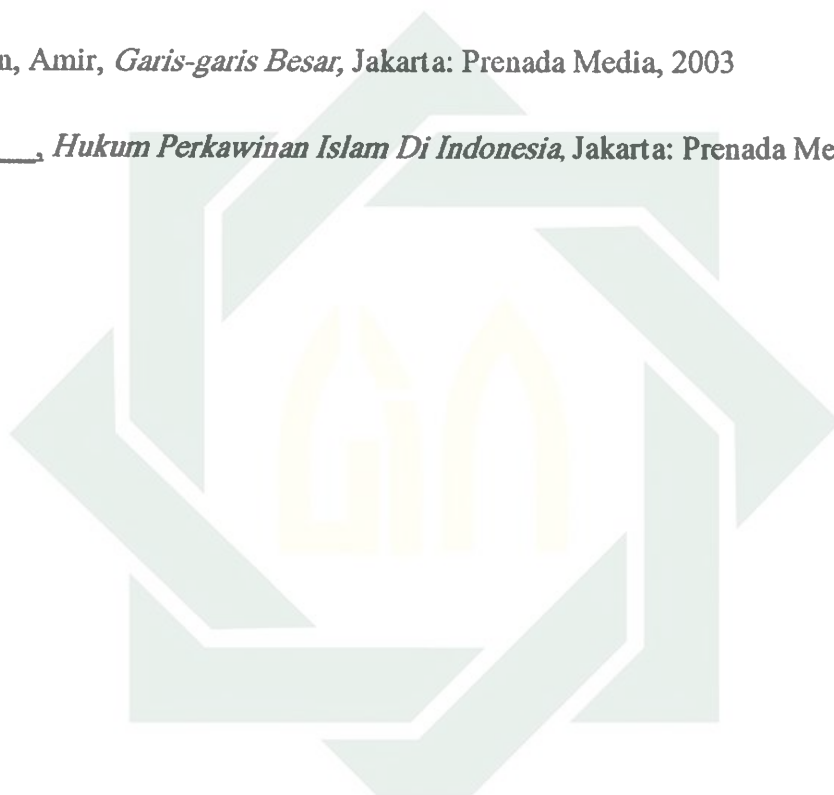 n, Amir, Garis-garis Besar, Jakarta: Prenada Media, 2003
___, Hukum Perkawinan Islam Di Indonesia, Jakarta: Prenada Me